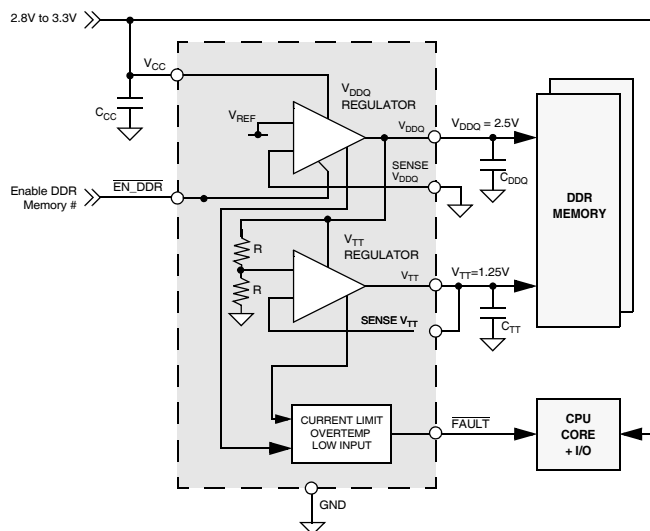 2.8V to 3.3V
VCC
CCC
VDDQ
REGULATOR
VREF
VDDQ
VDDQ = 2.5V
SENSE
VDDQ
CDDQ
DDR
MEMORY
Enable DDR
Memory #
EN_DDR
R
R
VTT
REGULATOR
VTT
VTT=1.25V
SENSE VTT
CTT
CURRENT LIMIT
OVERTEMP
LOW INPUT
FAULT
CPU
CORE
+ I/O
GND